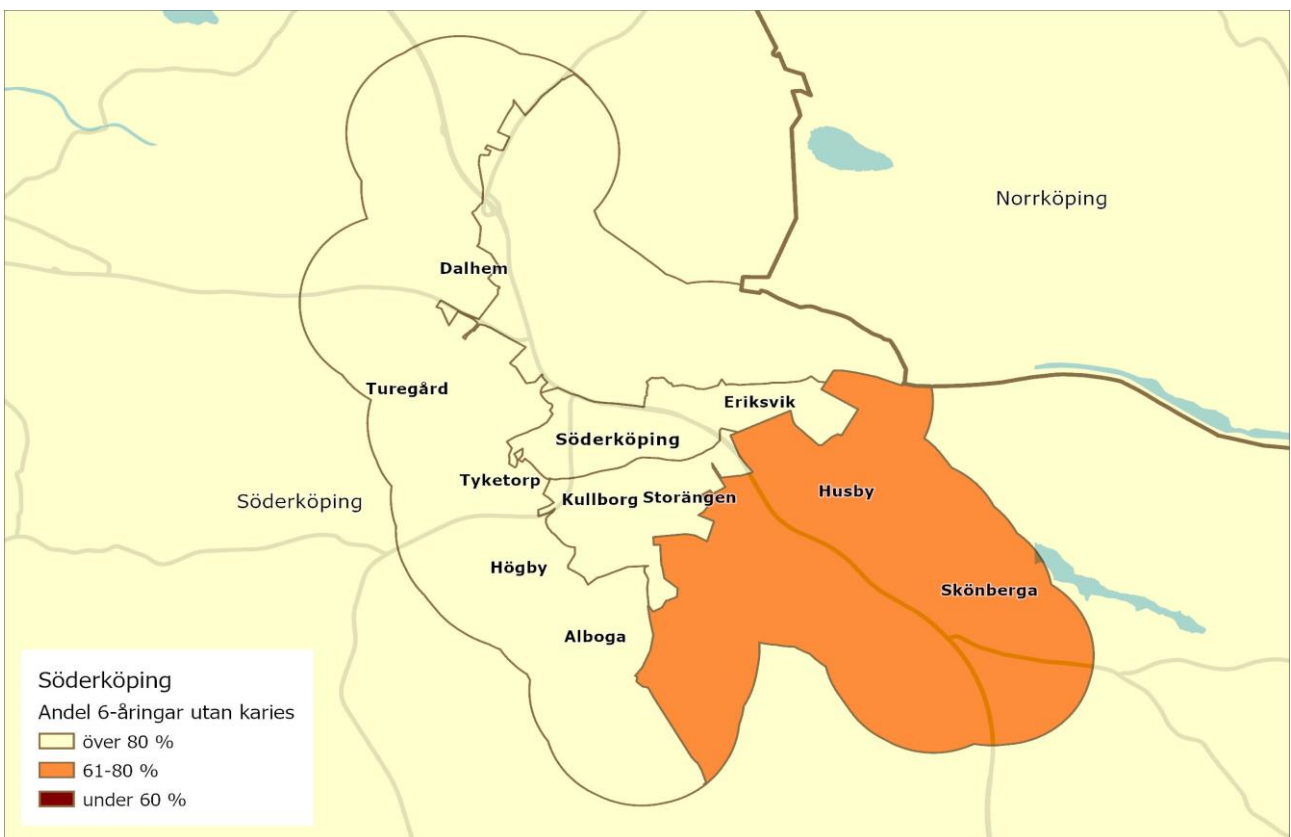 Norrköping
Dalhem
Turegård
Eriksvik
Söderköping
Tyketorp
Kullborg
Storängen
Husby
Söderköping
Högby
Skönberga
Alboga
Söderköping
Andel 6-åringar utan karies
över 80 %
61-80 %
under 60 %